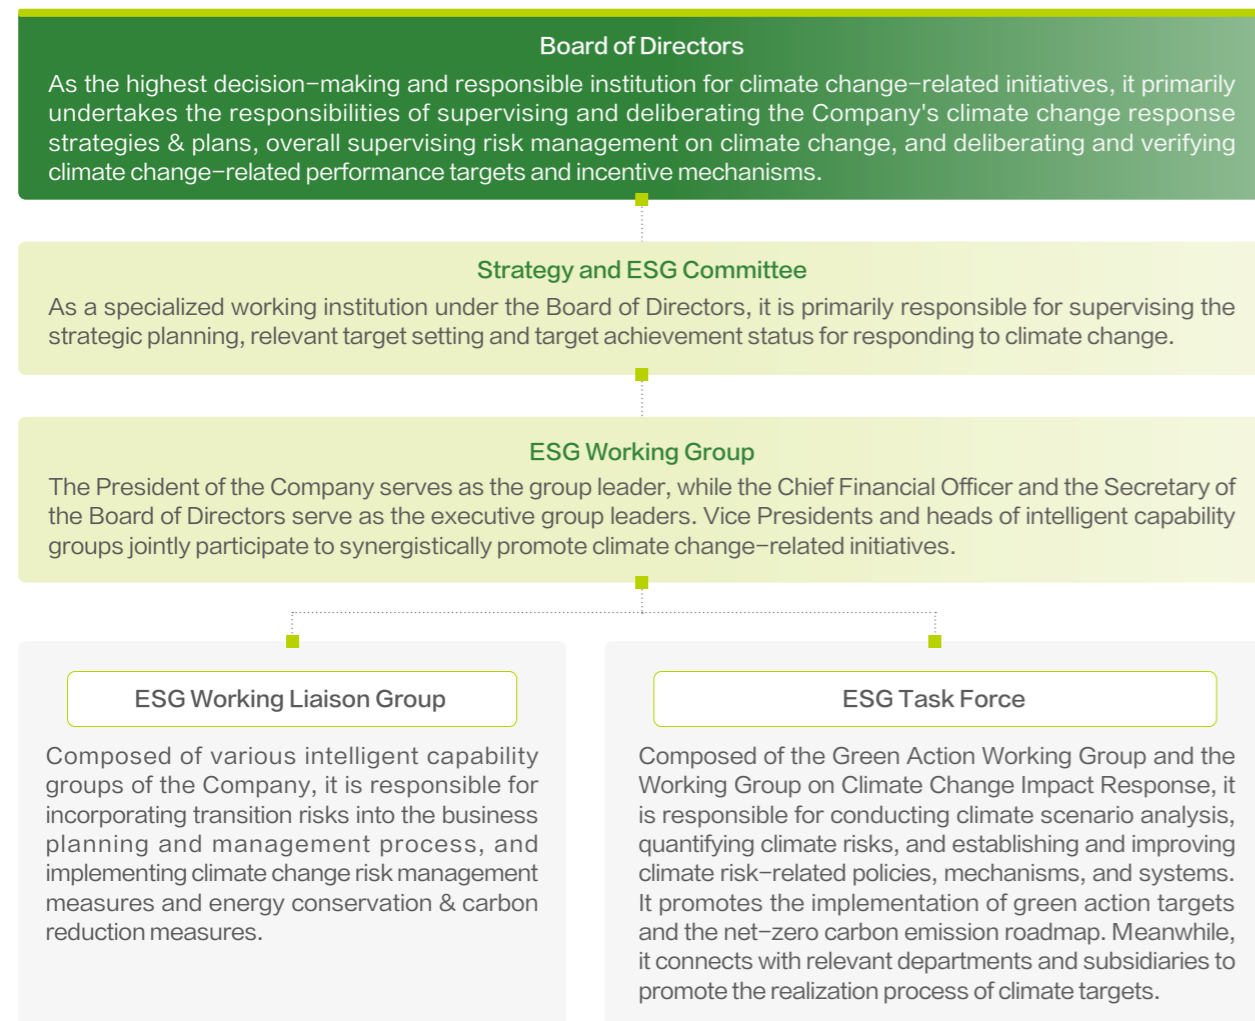 Board of Directors
As the highest decision-making and responsible institution for climate change-related initiatives, it primarily
undertakes the responsibilities of supervising and deliberating the Company's climate change response
strategies & plans, overall supervising risk management on climate change, and deliberating and verifying
climate change-related performance targets and incentive mechanisms.
Strategy and ESG Committee
As a specialized working institution under the Board of Directors, it is primarily responsible for supervising the
strategic planning, relevant target setting and target achievement status for responding to climate change.
ESG Working Group
The President of the Company serves as the group leader, while the Chief Financial Officer and the Secretary of
the Board of Directors serve as the executive group leaders. Vice Presidents and heads of intelligent capability
groups jointly participate to synergistically promote climate change-related initiatives.
ESG Working Liaison Group
Composed of various intelligent capability
groups of the Company, it is responsible for
incorporating transition risks into the business
planning and management process, and
implementing climate change risk management
measures and energy conservation & carbon
reduction measures.
ESG Task Force
Composed of the Green Action Working Group and the
Working Group on Climate Change Impact Response, it
is responsible for conducting climate scenario analysis,
quantifying climate risks, and establishing and improving
climate risk-related policies, mechanisms, and systems.
It promotes the implementation of green action targets
and the net-zero carbon emission roadmap. Meanwhile,
it connects with relevant departments and subsidiaries to
promote the realization process of climate targets.